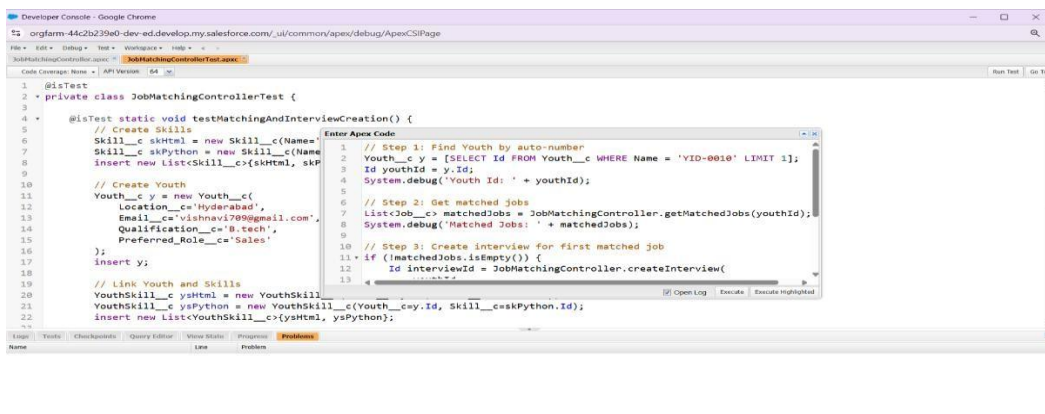 Developer Console - Google Chrome
orgfarm-44c2b239e0-dev-ed.develop.my.salesforce.com/_ui/common/apex/debug/ApexCSIPage
File Edit Debug Test Workspace Help < >
JobMatchingController.apxc JobMatchingControllerTest.apxc
Code Coverage: None API Version: 64 Run Test Go T
1 @isTest
2 private class JobMatchingControllerTest {
3
4 @isTest static void testMatchingAndInterviewCreation() {
5 // Create Skills
6 Skill__c skHtml = new Skill__c(Name='
7 Skill__c skPython = new Skill__c(Name
8 insert new List<Skill__c>{skHtml, skP
9
10 // Create Youth
11 Youth__c y = new Youth__c(
12 Location__c='Hyderabad',
13 Email__c='vishnavi709@gmail.com',
14 Qualification__c='B.tech',
15 Preferred_Role__c='Sales'
16 );
17 insert y;
18
19 // Link Youth and Skills
20 YouthSkill__c ysHtml = new YouthSkill
21 YouthSkill__c ysPython = new YouthSkill__c(Youth__c=y.Id, Skill__c=skPython.Id);
22 insert new List<YouthSkill__c>{ysHtml, ysPython};
Enter Apex Code
1 // Step 1: Find Youth by auto-number
2 Youth__c y = [SELECT Id FROM Youth__c WHERE Name = 'YID-0010' LIMIT 1];
3 Id youthId = y.Id;
4 System.debug('Youth Id: ' + youthId);
5
6 // Step 2: Get matched jobs
7 List<Job__c> matchedJobs = JobMatchingController.getMatchedJobs(youthId);
8 System.debug('Matched Jobs: ' + matchedJobs);
9
10 // Step 3: Create interview for first matched job
11 if (!matchedJobs.isEmpty()) {
12 Id interviewId = JobMatchingController.createInterview(
13
Open Log Execute Execute Highlighted
Logs Tests Checkpoints Query Editor View State Progress Problems
Name Line Problem